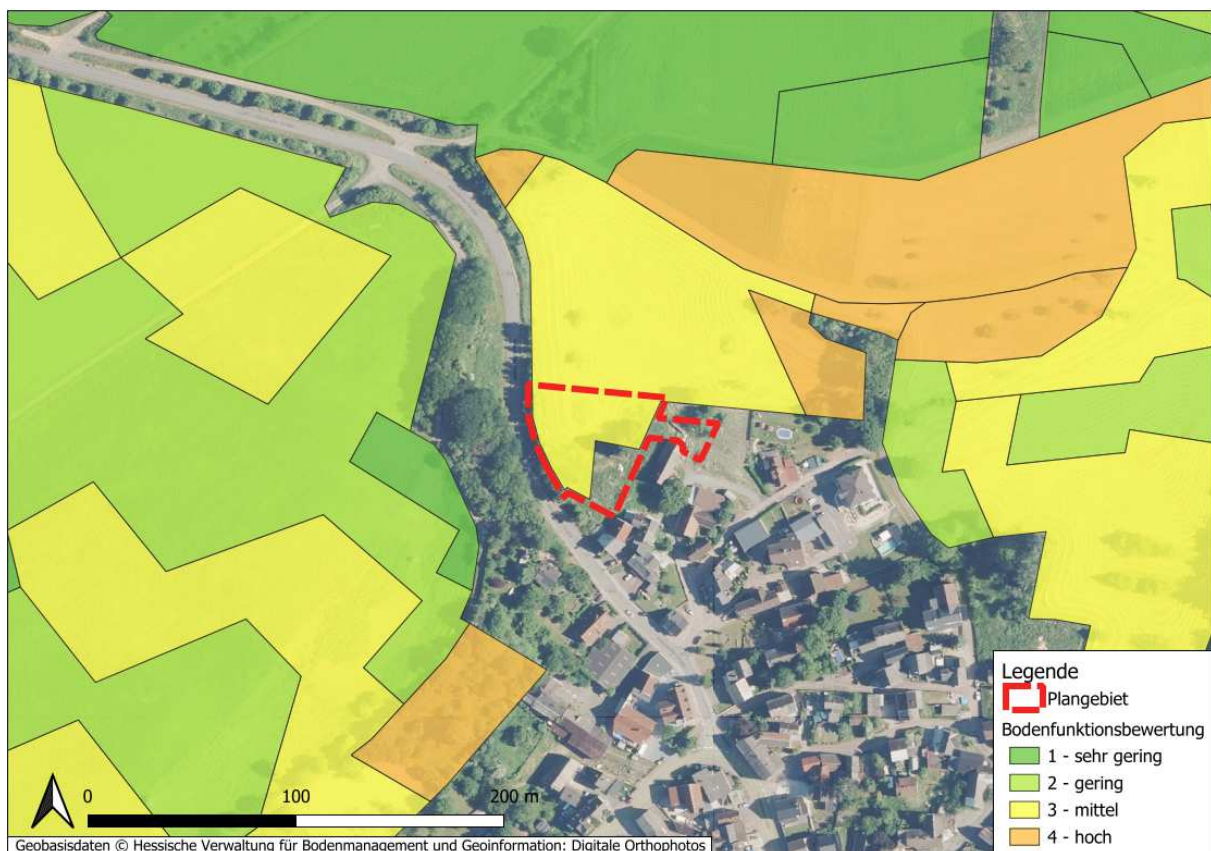 Legende
Plangebiet
Bodenfunktionsbewertung
1 - sehr gering
2 - gering
3 - mittel
4 - hoch
0 100 200 m
Geobasisdaten © Hessische Verwaltung für Bodenmanagement und Geoinformation: Digitale Orthophotos